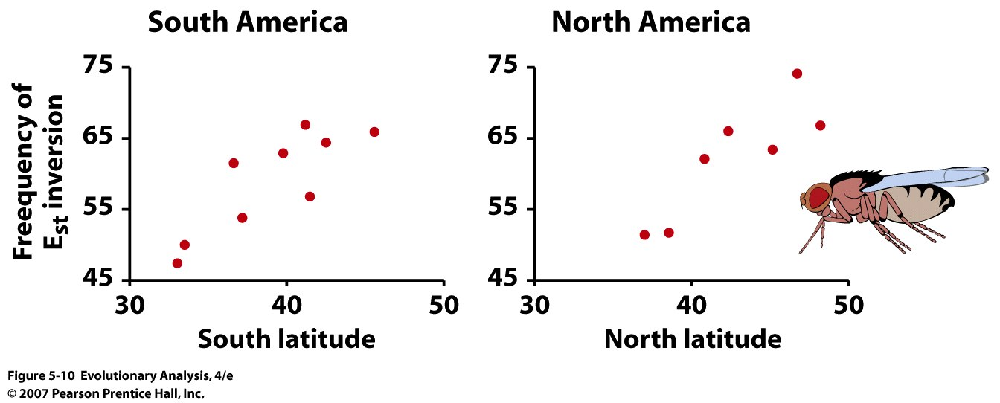 South America
North America
Freequency of
E_st inversion
75
65
55
45
30 40 50
South latitude
75
65
55
45
30 40 50
North latitude
Figure 5-10 Evolutionary Analysis, 4/e
© 2007 Pearson Prentice Hall, Inc.